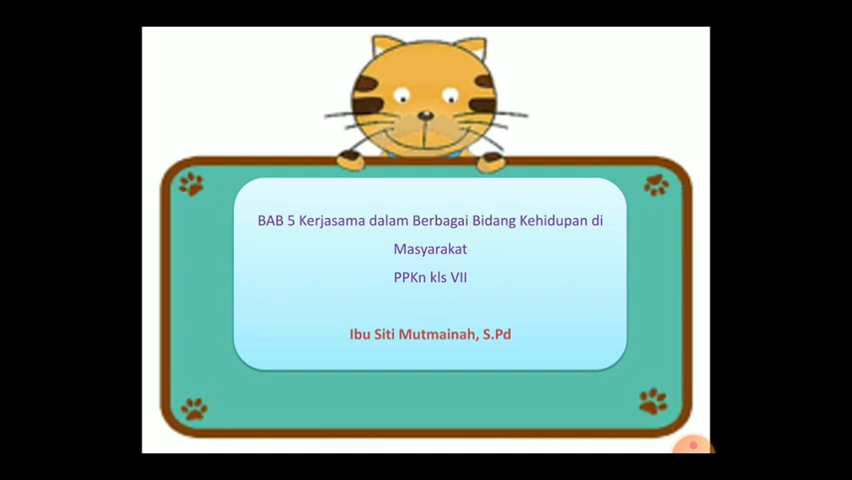 BAB 5 Kerjasama dalam Berbagai Bidang Kehidupan di
Masyarakat
PPKn kls VII
Ibu Siti Mutmainah, S.Pd